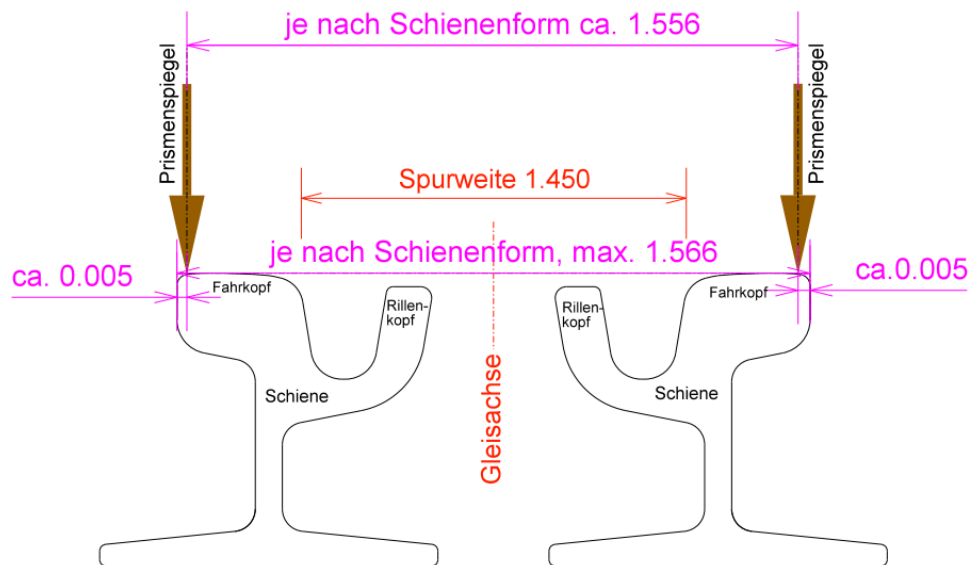 je nach Schienenform ca. 1.556
Prismenspiegel
Prismenspiegel
Spurweite 1.450
je nach Schienenform, max. 1.566
ca. 0.005
ca.0.005
Fahrkopf
Fahrkopf
Rillen-
kopf
Rillen-
kopf
Schiene
Schiene
Gleisachse